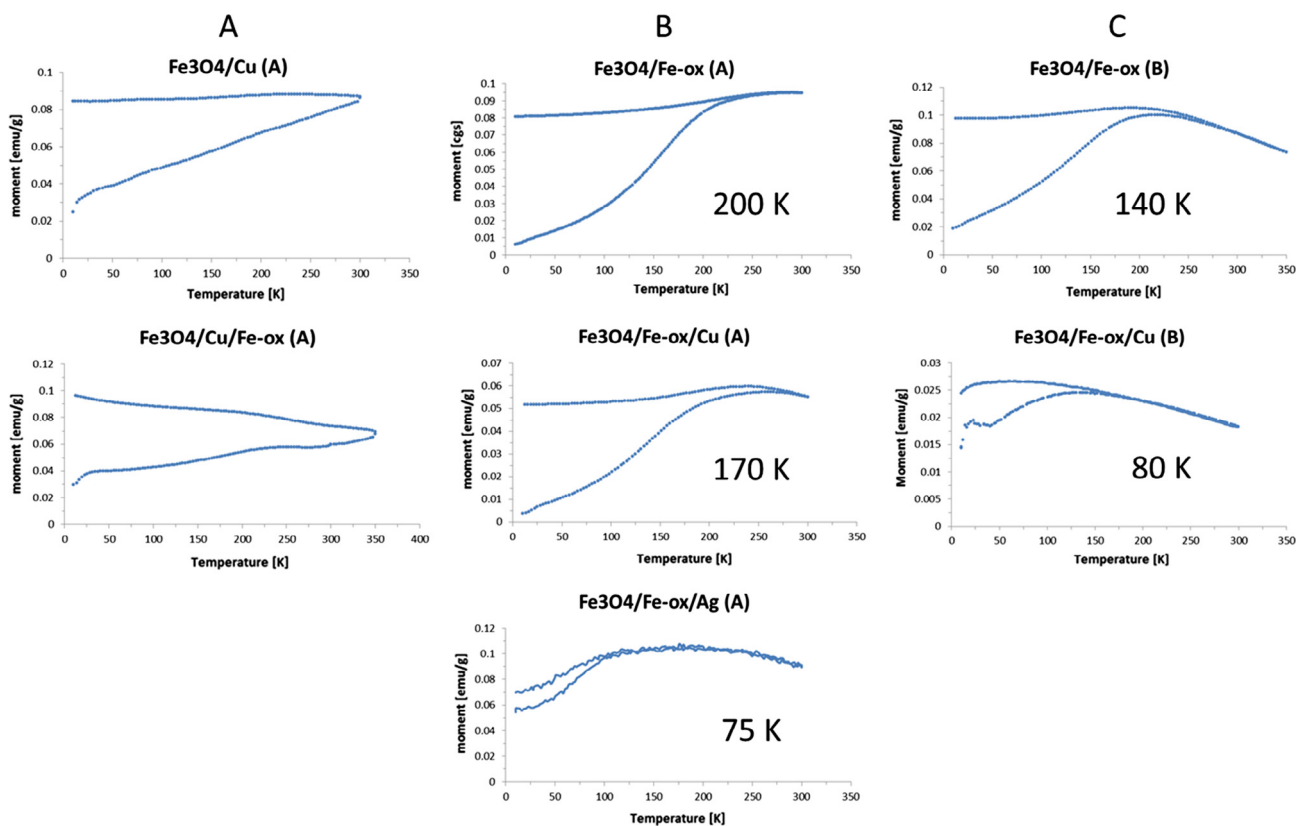 A
B
C
Fe3O4/Cu (A)
moment [emu/g]
0.1
0.08
0.06
0.04
0.02
0
0 50 100 150 200 250 300 350
Temperature [K]
Fe3O4/Fe-ox (A)
moment [cgs]
0.1
0.09
0.08
0.07
0.06
0.05
0.04
0.03
0.02
0.01
0
200 K
0 50 100 150 200 250 300 350
Temperature [K]
Fe3O4/Fe-ox (B)
moment [emu/g]
0.12
0.1
0.08
0.06
0.04
0.02
0
140 K
0 50 100 150 200 250 300 350
Temperature [K]
Fe3O4/Cu/Fe-ox (A)
moment [emu/g]
0.12
0.1
0.08
0.06
0.04
0.02
0
0 50 100 150 200 250 300 350 400
Temperature [K]
Fe3O4/Fe-ox/Cu (A)
moment [emu/g]
0.07
0.06
0.05
0.04
0.03
0.02
0.01
0
170 K
0 50 100 150 200 250 300 350
Temperature [K]
Fe3O4/Fe-ox/Cu (B)
Moment [emu/g]
0.03
0.025
0.02
0.015
0.01
0.005
0
80 K
0 50 100 150 200 250 300 350
Temperature [K]
Fe3O4/Fe-ox/Ag (A)
moment [emu/g]
0.12
0.1
0.08
0.06
0.04
0.02
0
75 K
0 50 100 150 200 250 300 350
Temperature [K]